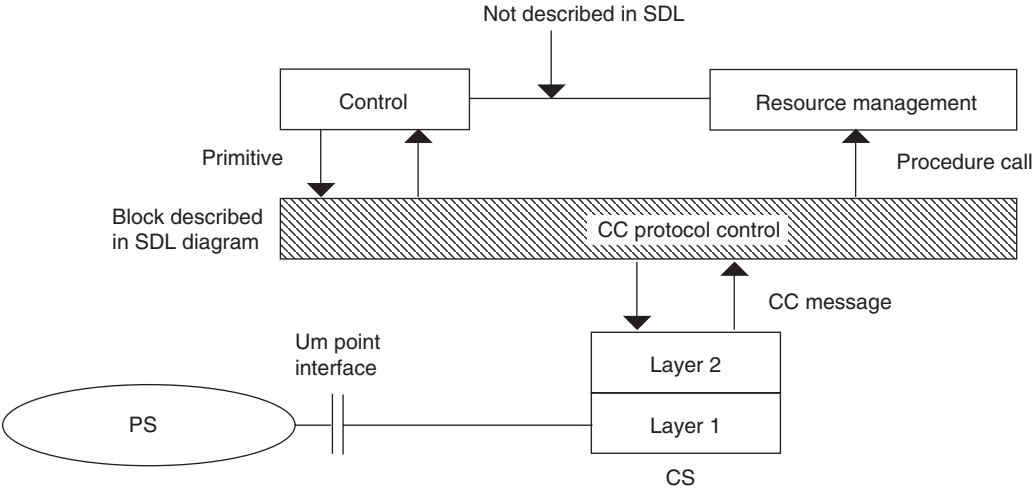 Not described in SDL
Control
Resource management
Primitive
Procedure call
Block described
in SDL diagram
CC protocol control
CC message
Um point
interface
Layer 2
PS
Layer 1
CS